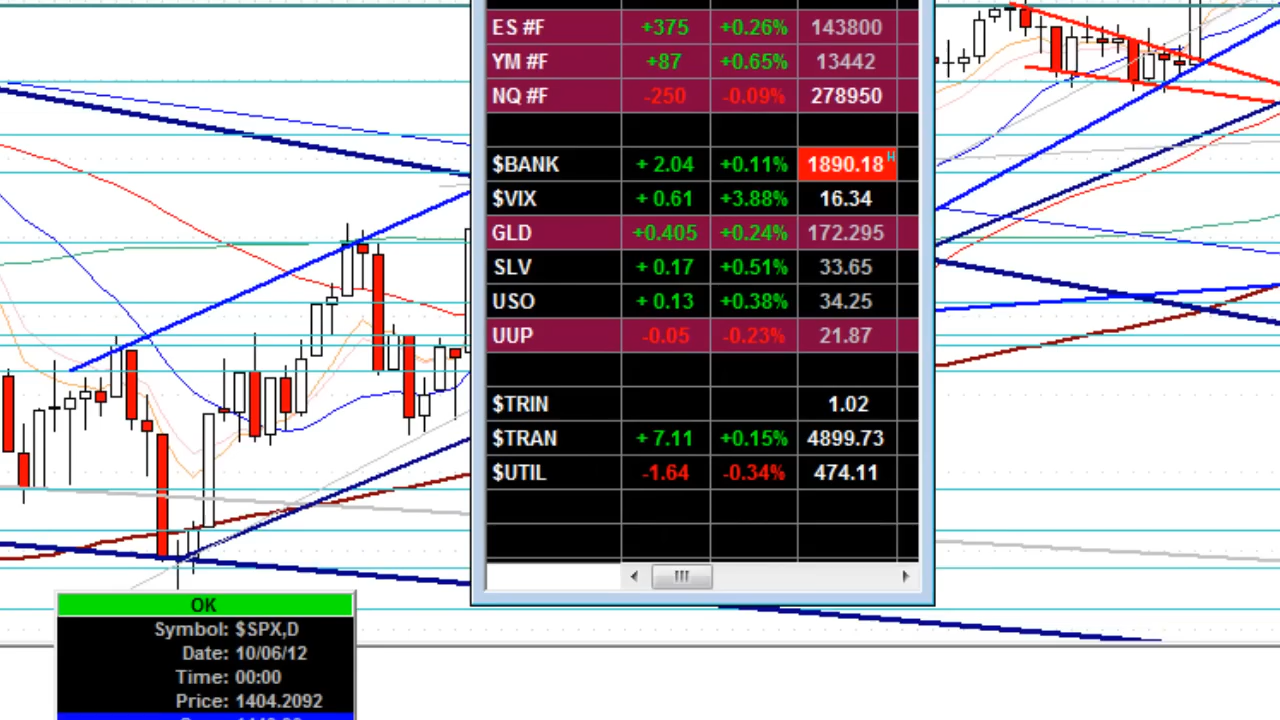 ES #F +375 +0.26% 143800
YM #F +87 +0.65% 13442
NQ #F -250 -0.09% 278950
$BANK + 2.04 +0.11% 1890.18 H
$VIX + 0.61 +3.88% 16.34
GLD +0.405 +0.24% 172.295
SLV + 0.17 +0.51% 33.65
USO + 0.13 +0.38% 34.25
UUP -0.05 -0.23% 21.87
$TRIN 1.02
$TRAN + 7.11 +0.15% 4899.73
$UTIL -1.64 -0.34% 474.11
OK
Symbol: $SPX,D
Date: 10/06/12
Time: 00:00
Price: 1404.2092